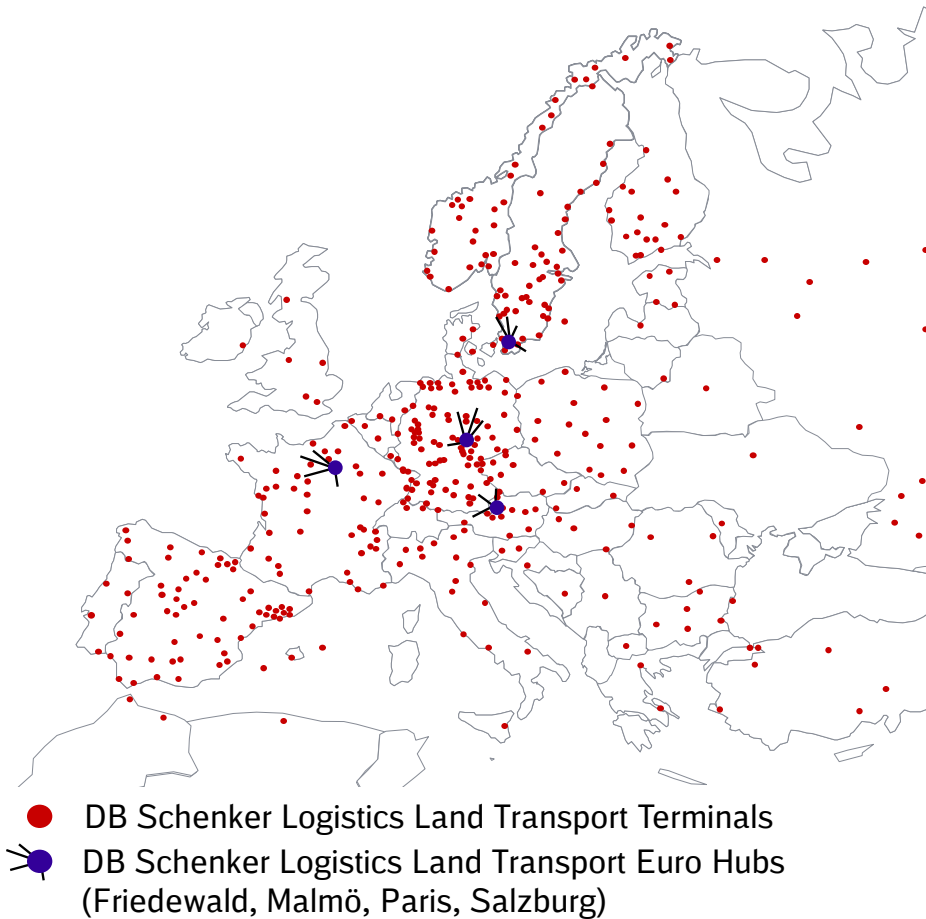 DB Schenker Logistics Land Transport Terminals
DB Schenker Logistics Land Transport Euro Hubs
(Friedewald, Malmö, Paris, Salzburg)